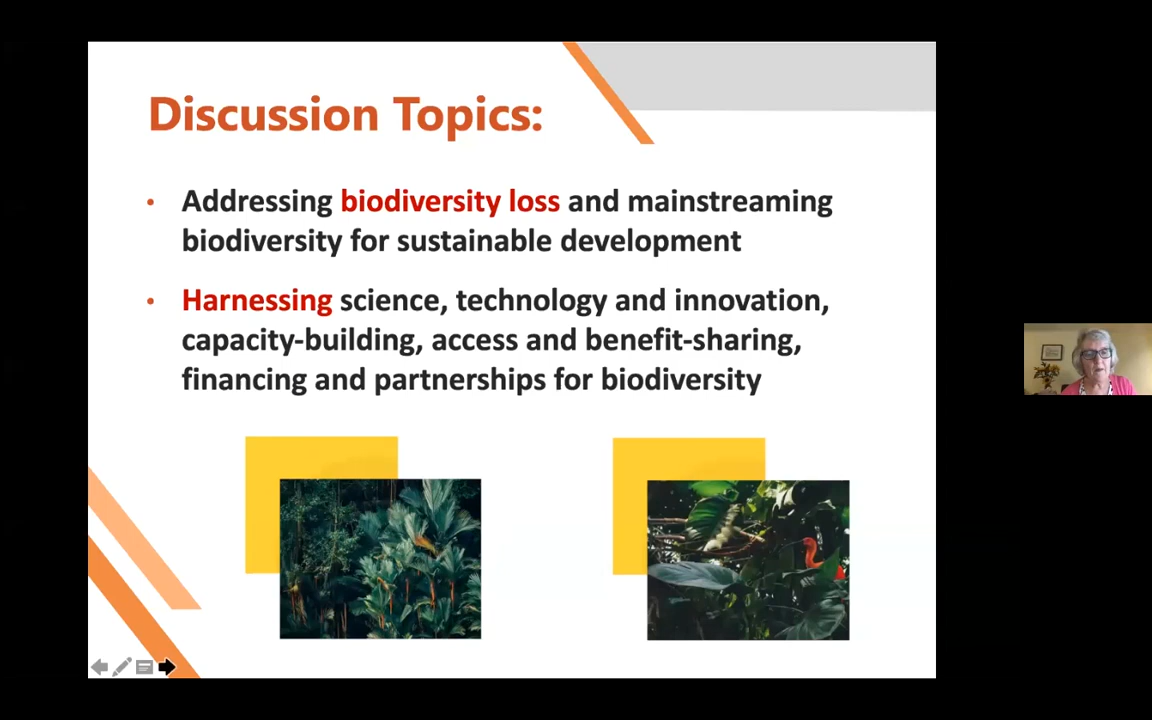 Discussion Topics:
• Addressing biodiversity loss and mainstreaming
biodiversity for sustainable development
• Harnessing science, technology and innovation,
capacity-building, access and benefit-sharing,
financing and partnerships for biodiversity